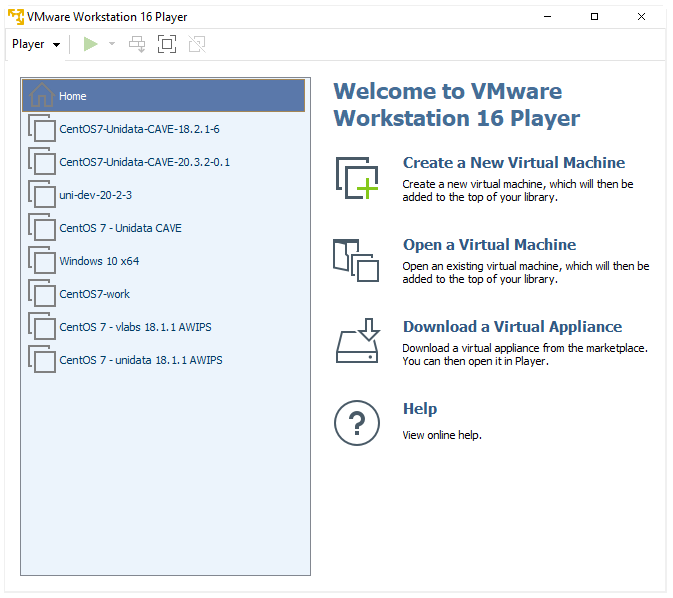 VMware Workstation 16 Player
Player
Home
CentOS7-Unidata-CAVE-18.2.1-6
CentOS7-Unidata-CAVE-20.3.2-0.1
uni-dev-20-2-3
CentOS 7 - Unidata CAVE
Windows 10 x64
CentOS7-work
CentOS 7 - vlabs 18.1.1 AWIPS
CentOS 7 - unidata 18.1.1 AWIPS
Welcome to VMware
Workstation 16 Player
Create a New Virtual Machine
Create a new virtual machine, which will then be
added to the top of your library.
Open a Virtual Machine
Open an existing virtual machine, which will then be
added to the top of your library.
Download a Virtual Appliance
Download a virtual appliance from the marketplace.
You can then open it in Player.
?
Help
View online help.